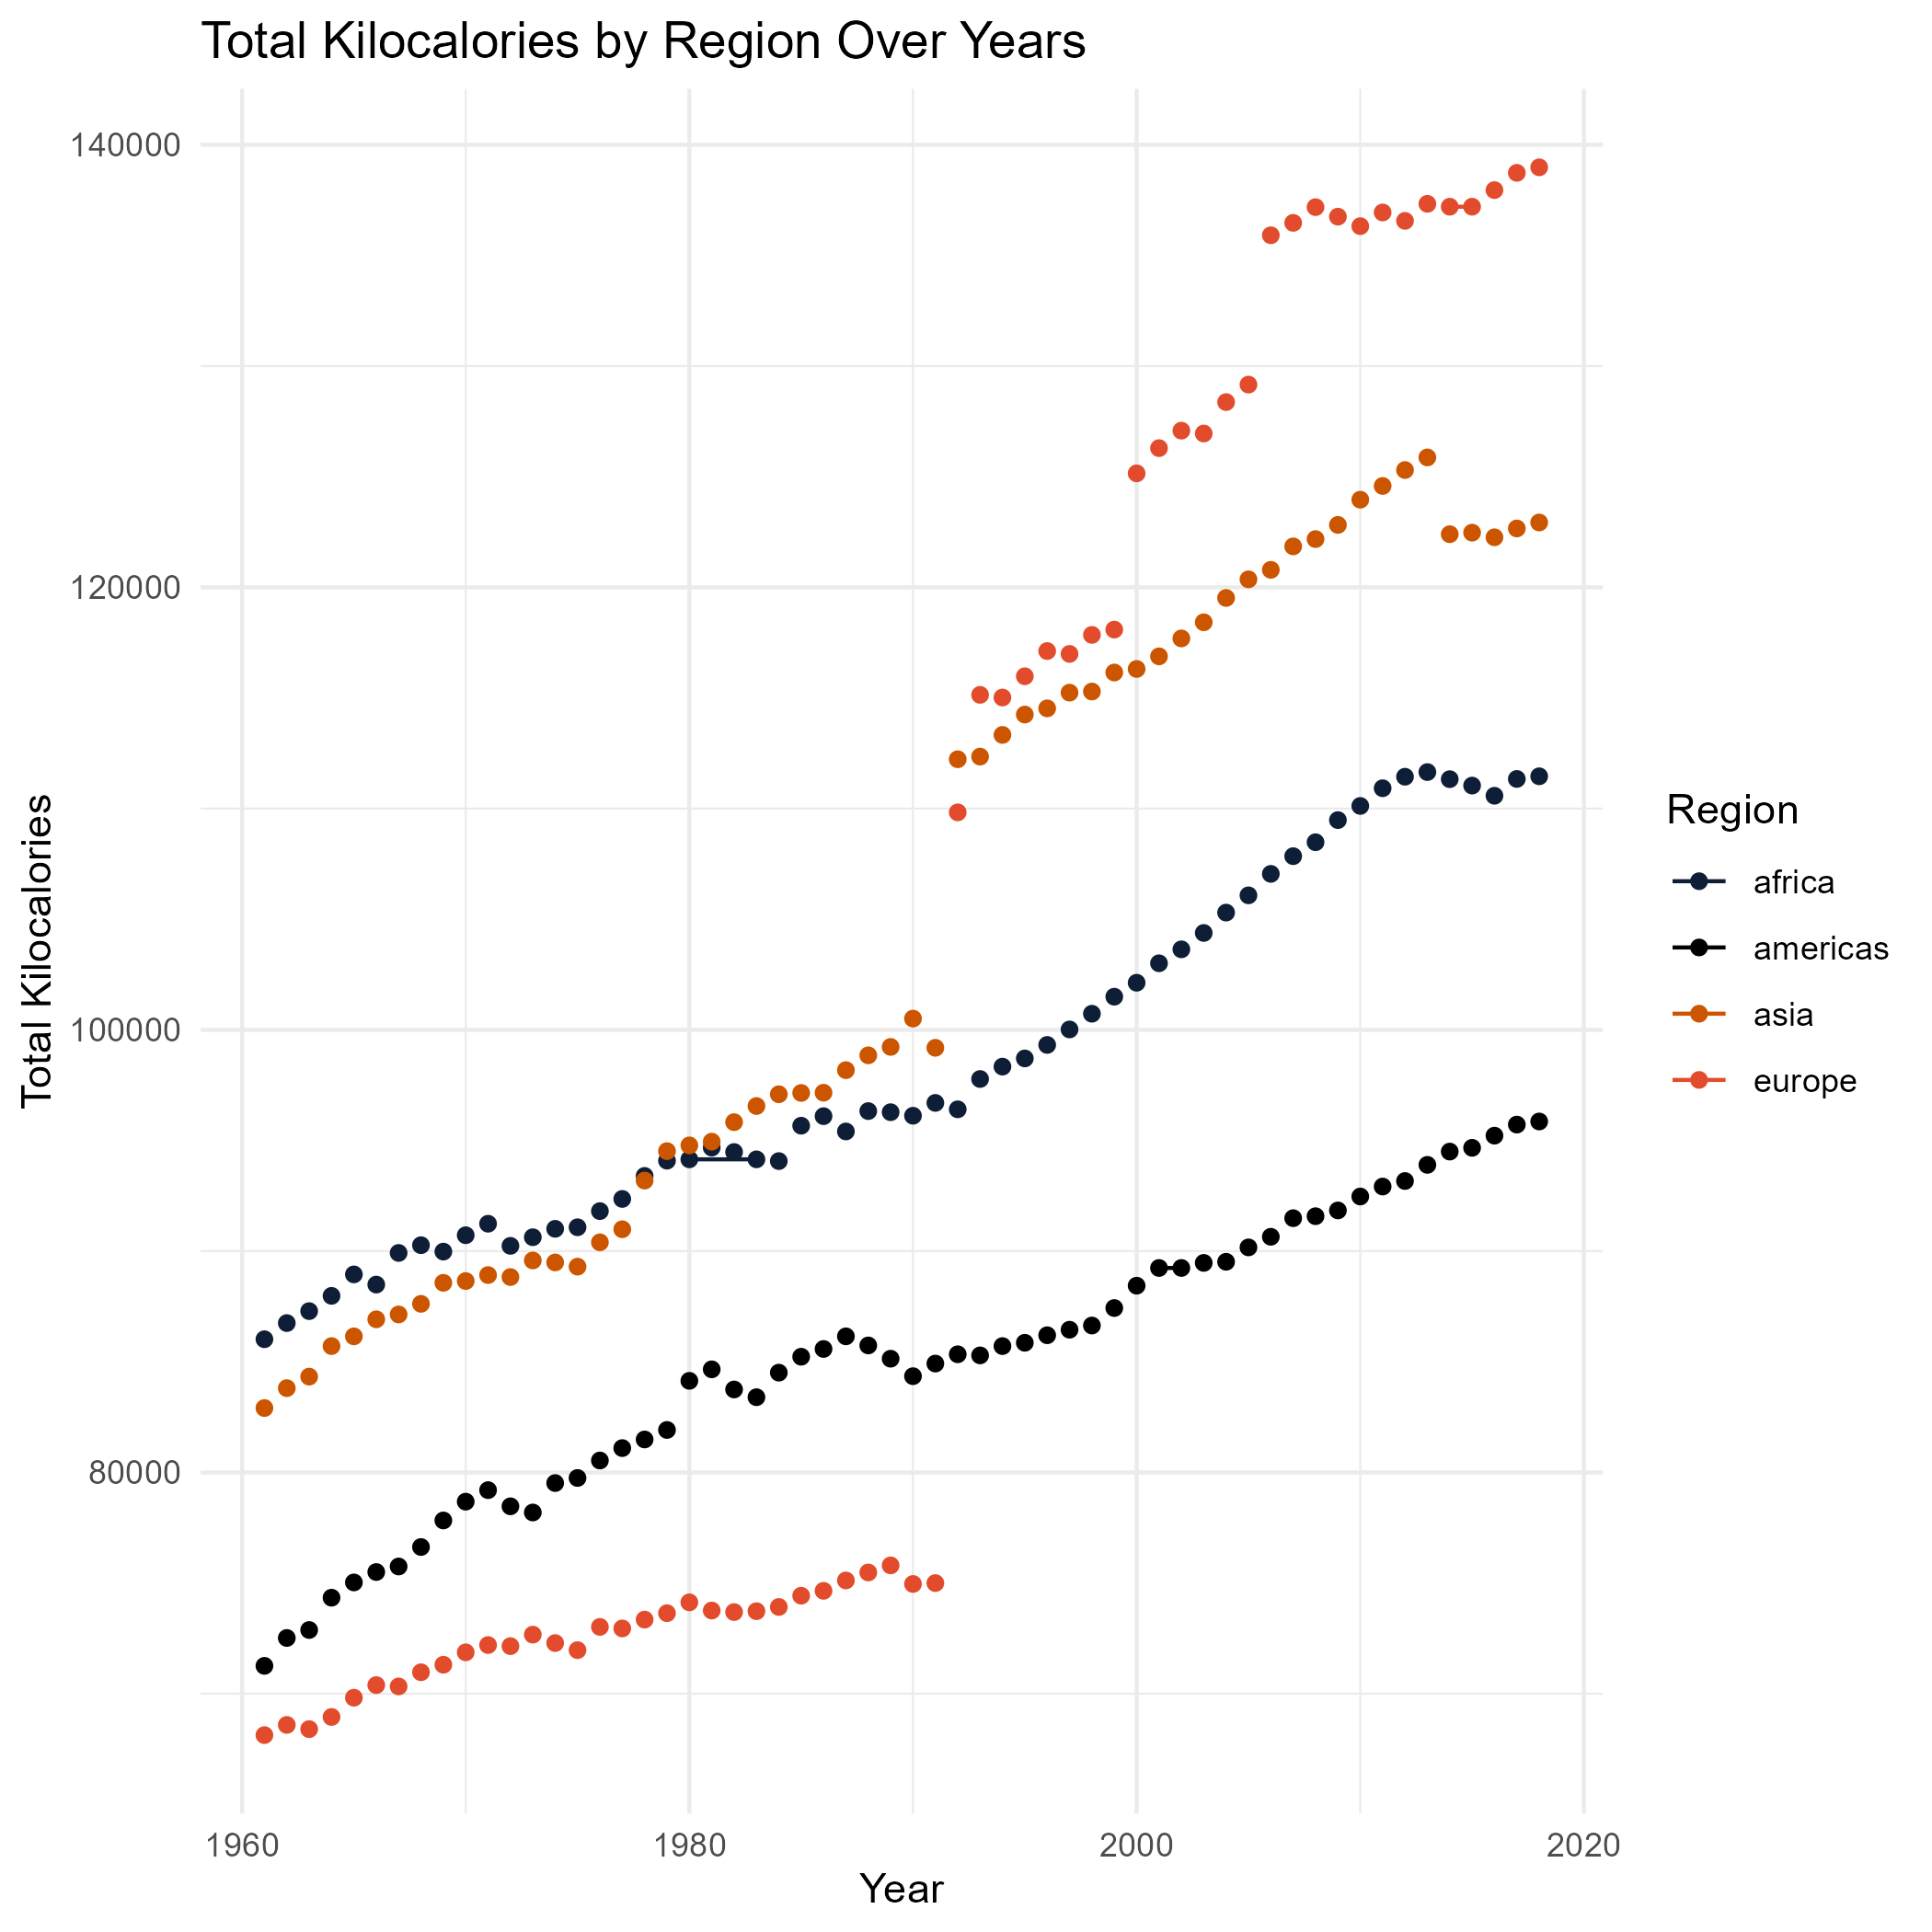 Total Kilocalories by Region Over Years
140000
120000
100000
80000
Total Kilocalories
1960
1980
2000
2020
Year
Region
africa
americas
asia
europe